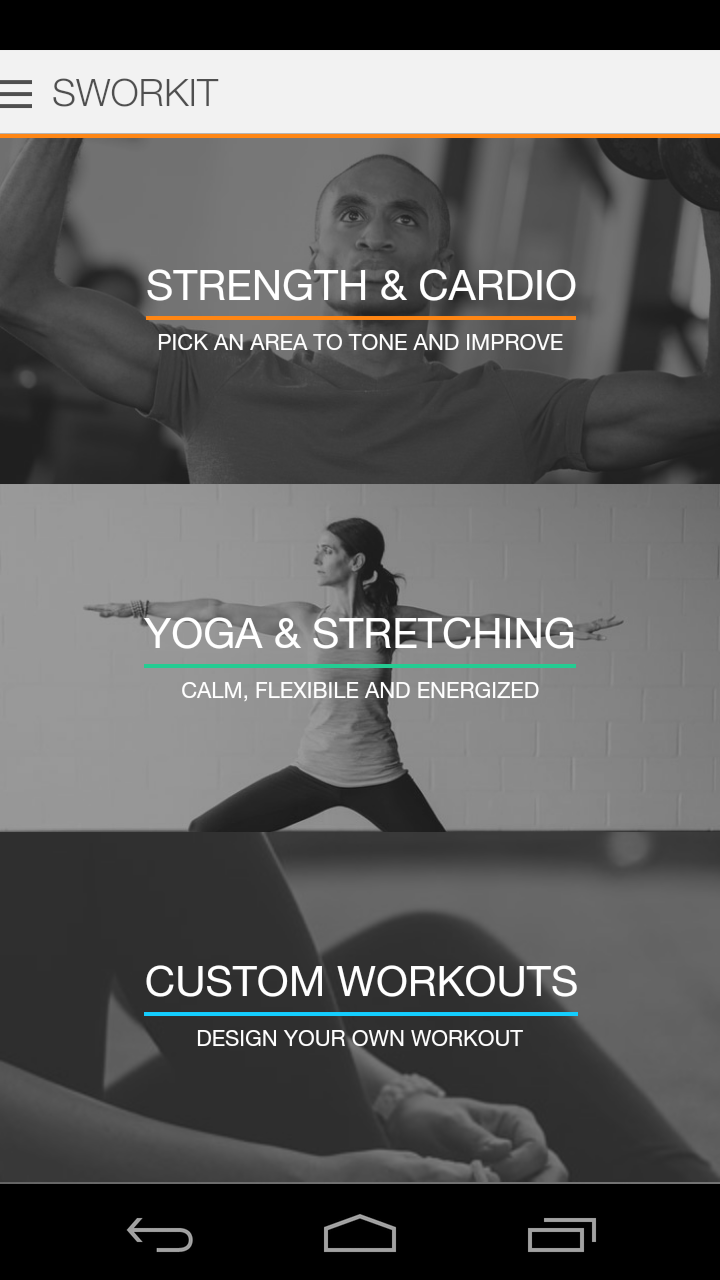 SWORKIT
STRENGTH & CARDIO
PICK AN AREA TO TONE AND IMPROVE
YOGA & STRETCHING
CALM, FLEXIBILE AND ENERGIZED
CUSTOM WORKOUTS
DESIGN YOUR OWN WORKOUT